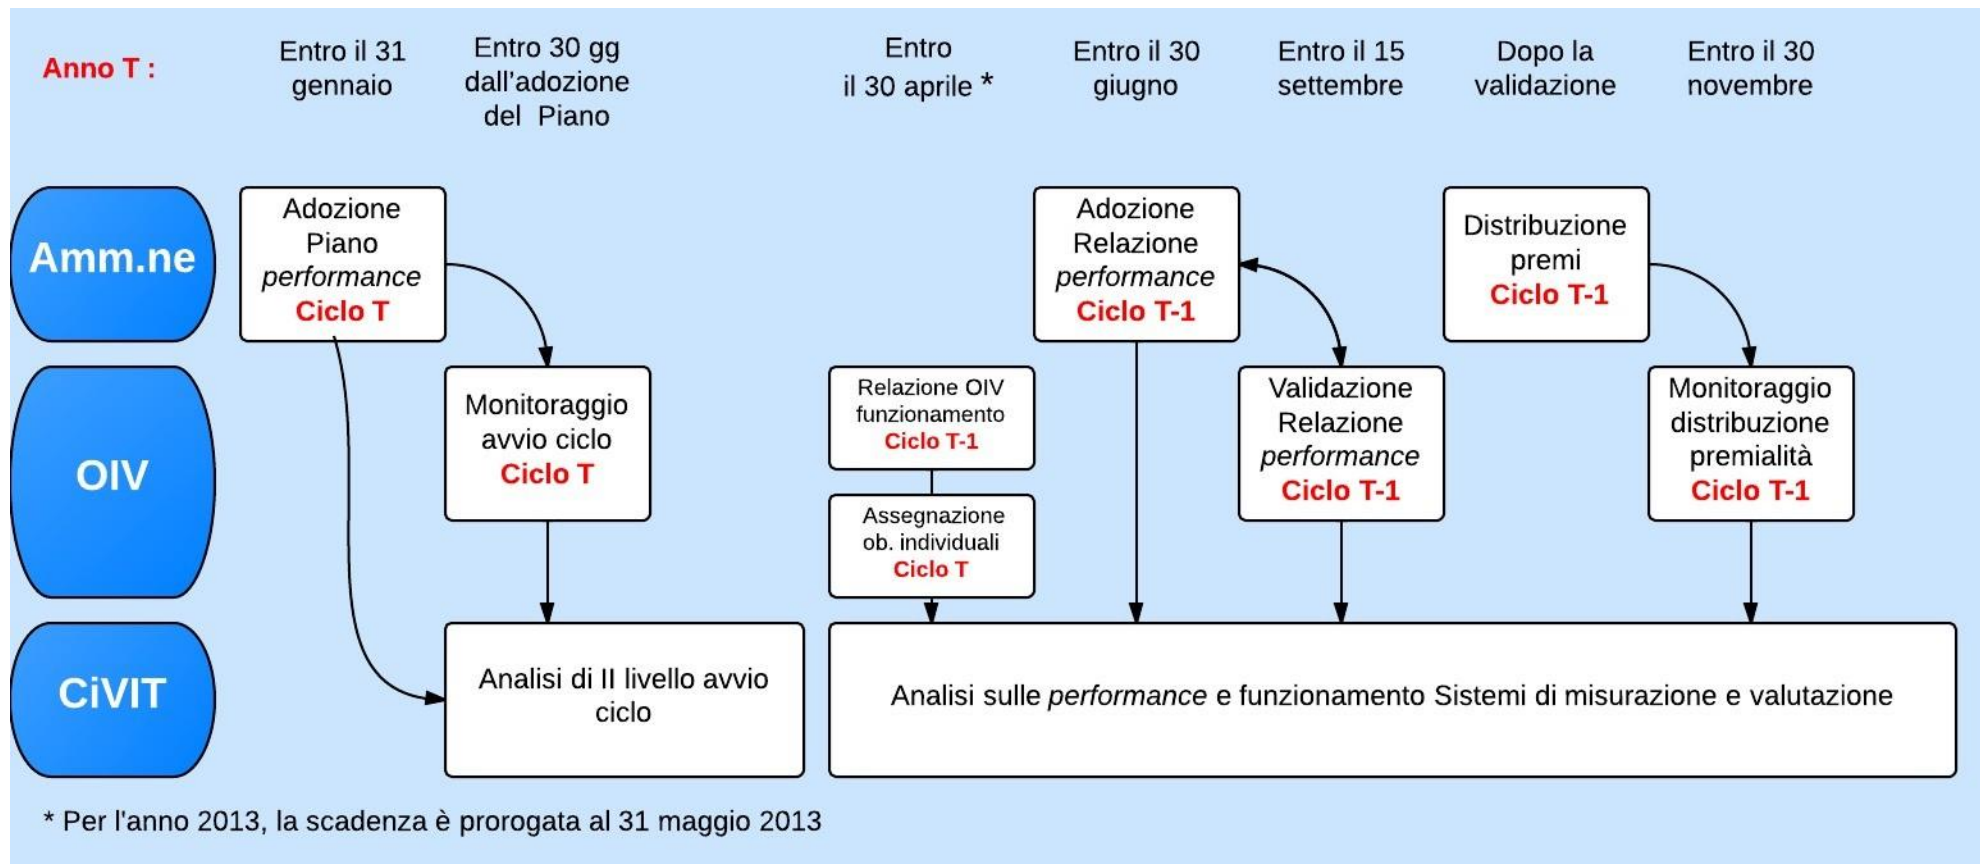 Anno T :
Entro il 31
gennaio
Entro 30 gg
dall'adozione
del Piano
Entro
il 30 aprile *
Entro il 30
giugno
Entro il 15
settembre
Dopo la
validazione
Entro il 30
novembre
Amm.ne
Adozione
Piano
performance
Ciclo T
Adozione
Relazione
performance
Ciclo T-1
Distribuzione
premi
Ciclo T-1
OIV
Monitoraggio
avvio ciclo
Ciclo T
Relazione OIV
funzionamento
Ciclo T-1
Assegnazione
ob. individuali
Ciclo T
Validazione
Relazione
performance
Ciclo T-1
Monitoraggio
distribuzione
premialità
Ciclo T-1
CiVIT
Analisi di II livello avvio
ciclo
Analisi sulle performance e funzionamento Sistemi di misurazione e valutazione
* Per l'anno 2013, la scadenza è prorogata al 31 maggio 2013